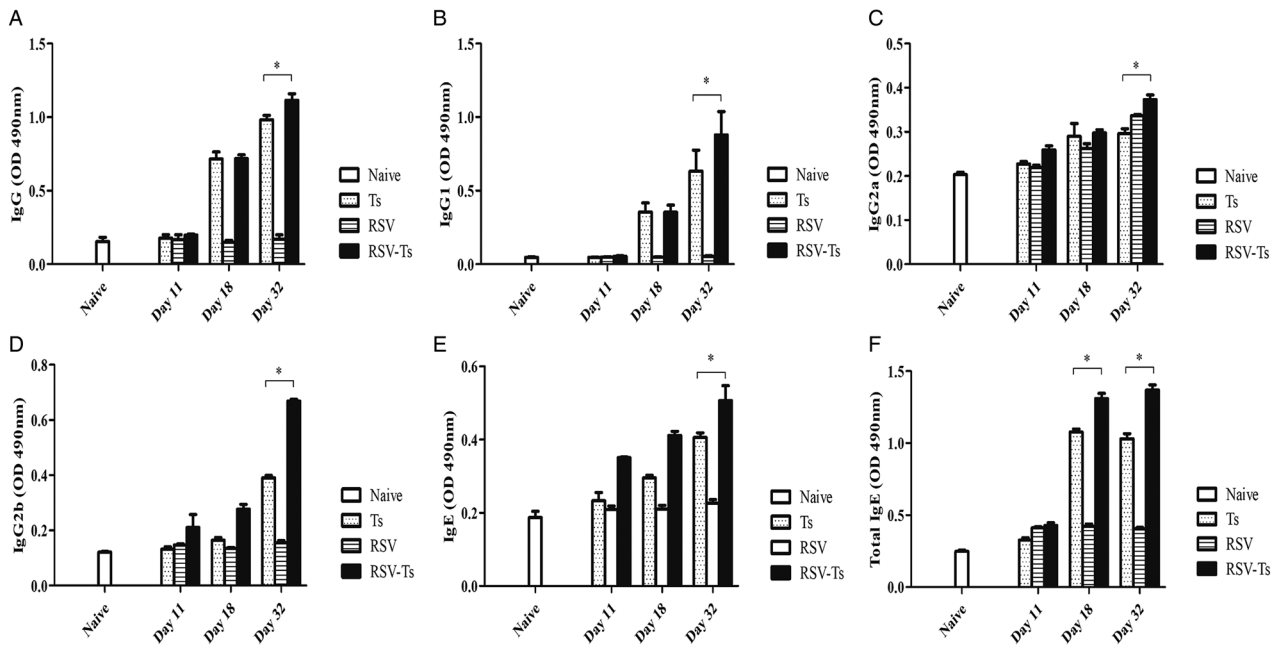 A
IgG (OD 490nm)
1.5
1.0
0.5
0.0
*
Naive
Day 11
Day 18
Day 32
Naive
Ts
RSV
RSV-Ts
B
IgG1 (OD 490nm)
1.5
1.0
0.5
0.0
*
Naive
Day 11
Day 18
Day 32
Naive
Ts
RSV
RSV-Ts
C
IgG2a (OD 490nm)
0.5
0.4
0.3
0.2
0.1
0.0
*
Naive
Day 11
Day 18
Day 32
Naive
Ts
RSV
RSV-Ts
D
IgG2b (OD 490nm)
0.8
0.6
0.4
0.2
0.0
*
Naive
Day 11
Day 18
Day 32
Naive
Ts
RSV
RSV-Ts
E
IgE (OD 490nm)
0.6
0.4
0.2
0.0
*
Naive
Day 11
Day 18
Day 32
Naive
Ts
RSV
RSV-Ts
F
Total IgE (OD 490nm)
1.5
1.0
0.5
0.0
*
*
Naive
Day 11
Day 18
Day 32
Naive
Ts
RSV
RSV-Ts